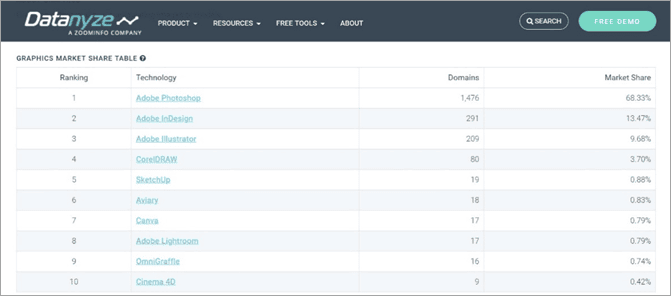 Datanyze
A ZOOMINFO COMPANY
PRODUCT RESOURCES FREE TOOLS ABOUT SEARCH FREE DEMO
GRAPHICS MARKET SHARE TABLE
Ranking Technology Domains Market Share
1 Adobe Photoshop 1,476 68.33%
2 Adobe InDesign 291 13.47%
3 Adobe Illustrator 209 9.68%
4 CorelDRAW 80 3.70%
5 SketchUp 19 0.88%
6 Aviary 18 0.83%
7 Canva 17 0.79%
8 Adobe Lightroom 17 0.79%
9 OmniGraffle 16 0.74%
10 Cinema 4D 9 0.42%